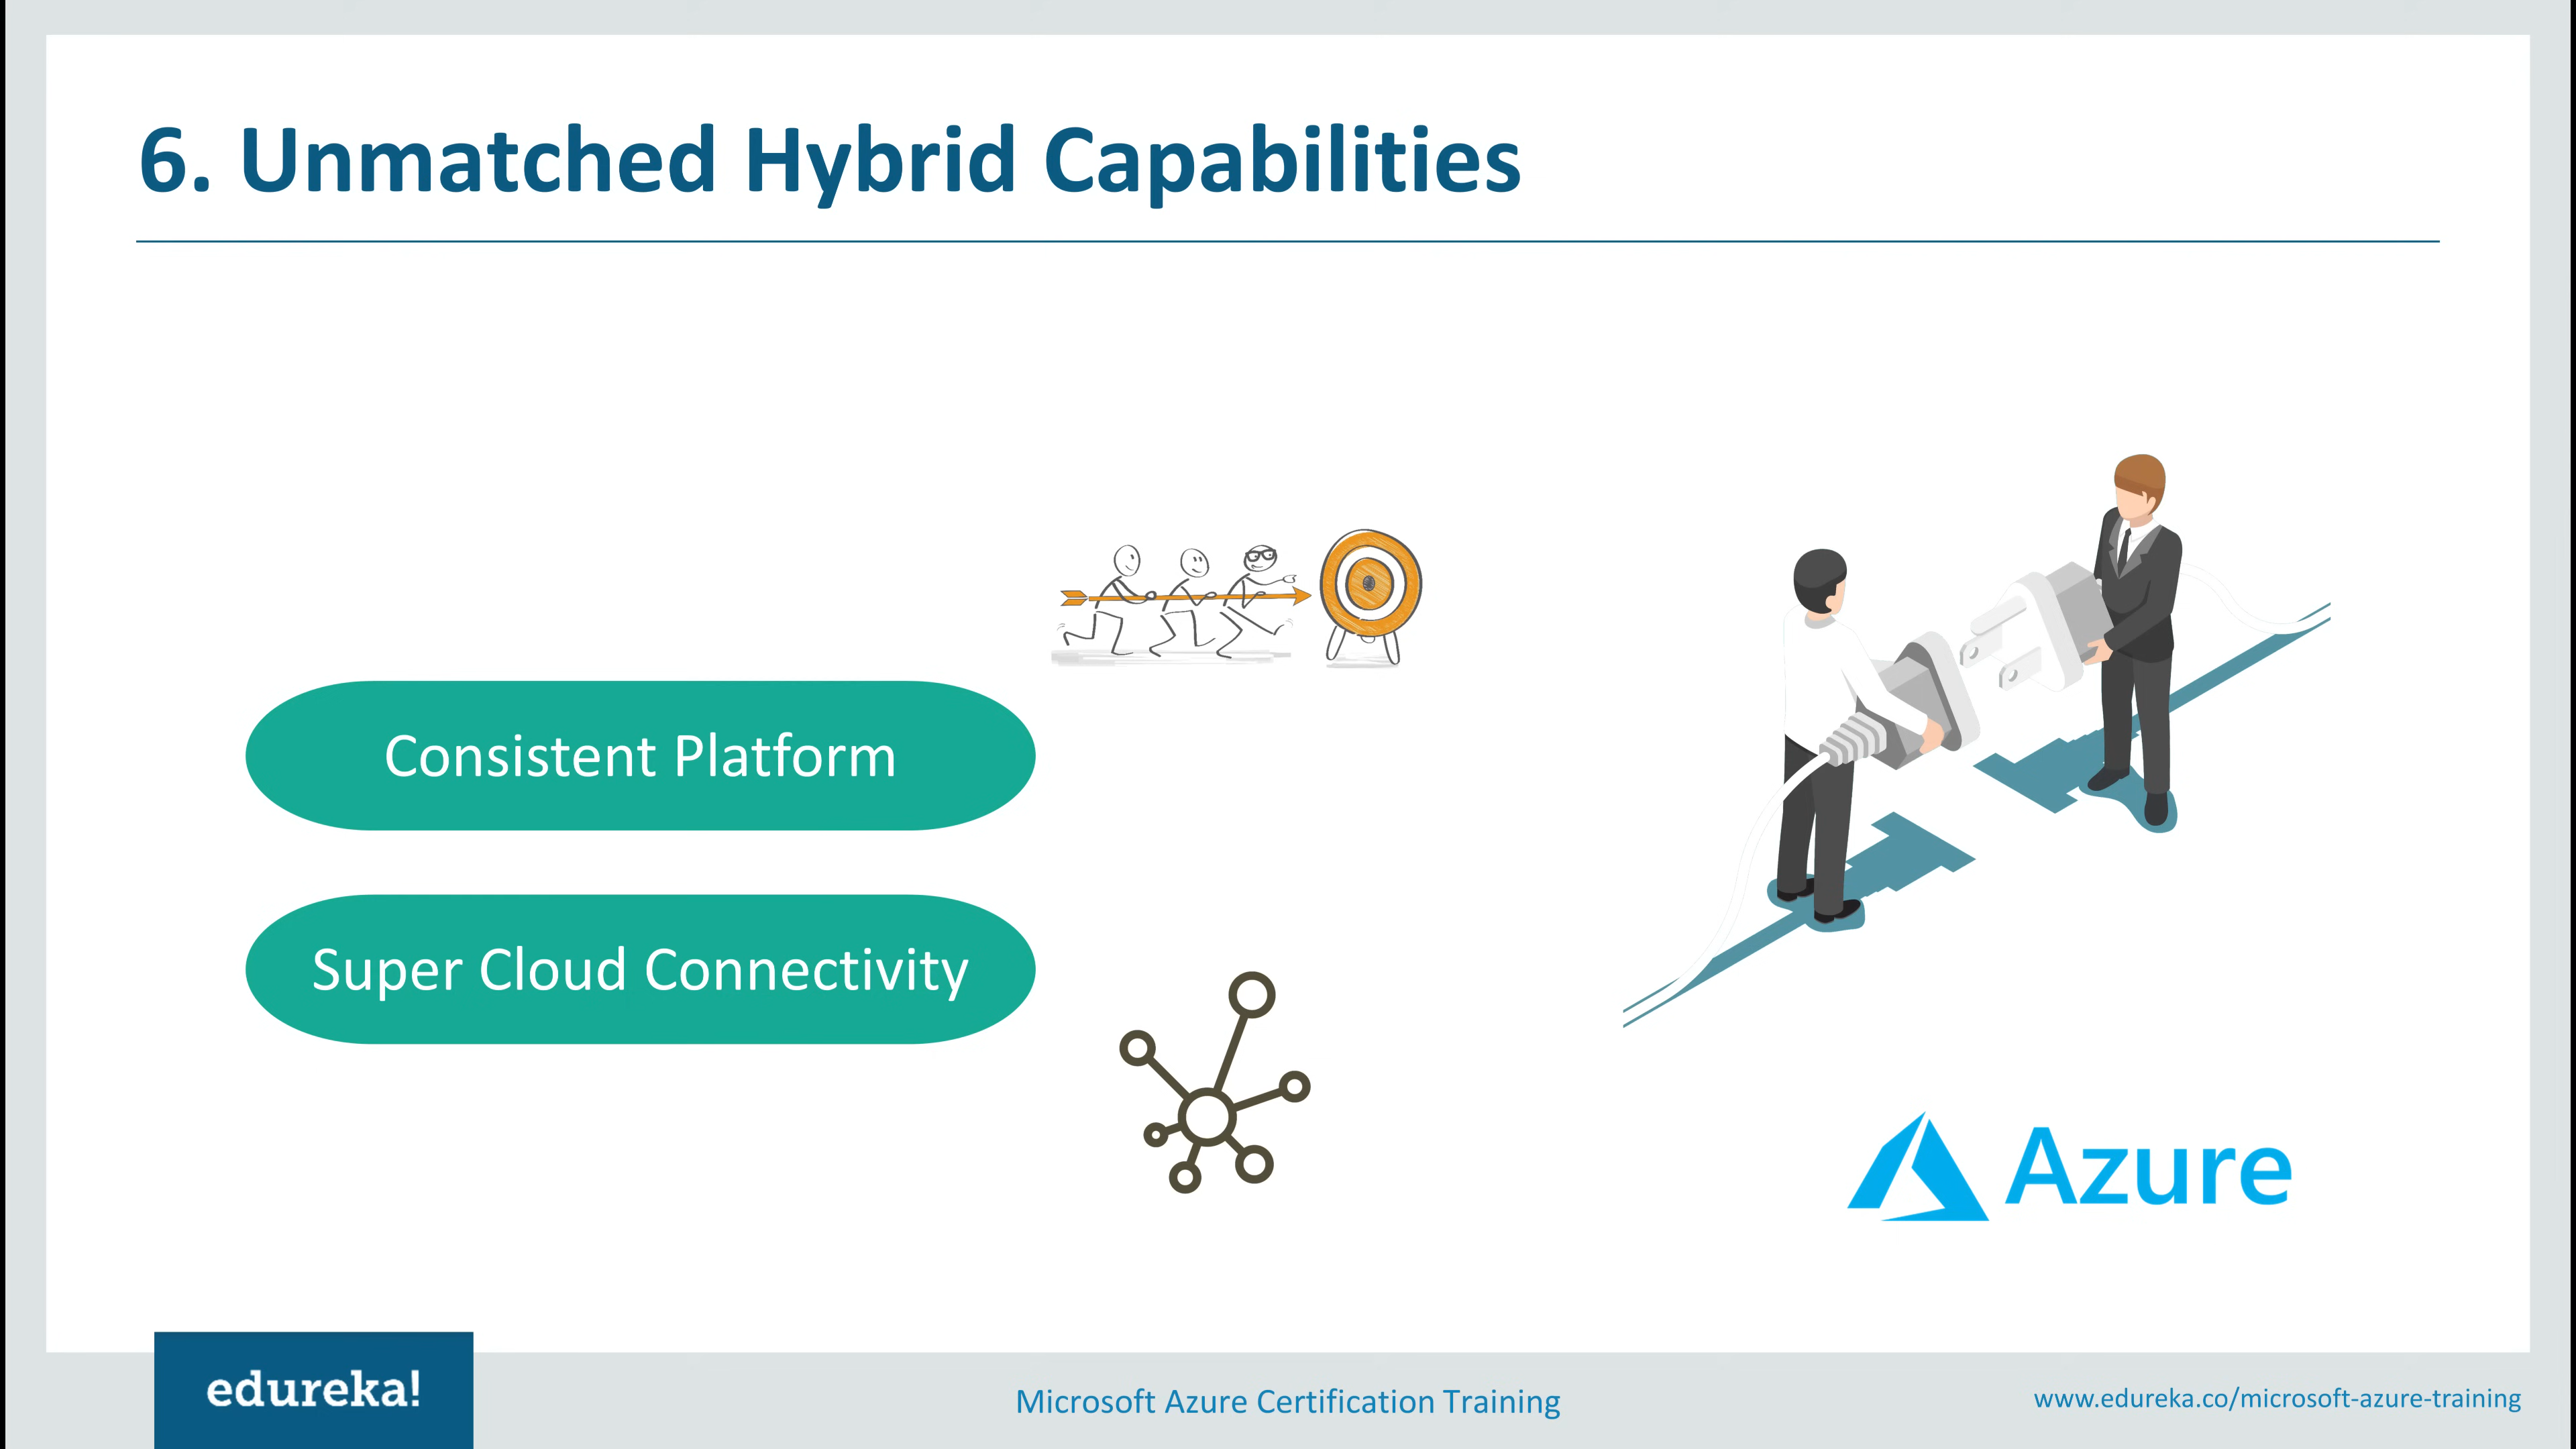 6. Unmatched Hybrid Capabilities
Consistent Platform
Super Cloud Connectivity
Azure
edureka!
Microsoft Azure Certification Training
www.edureka.co/microsoft-azure-training